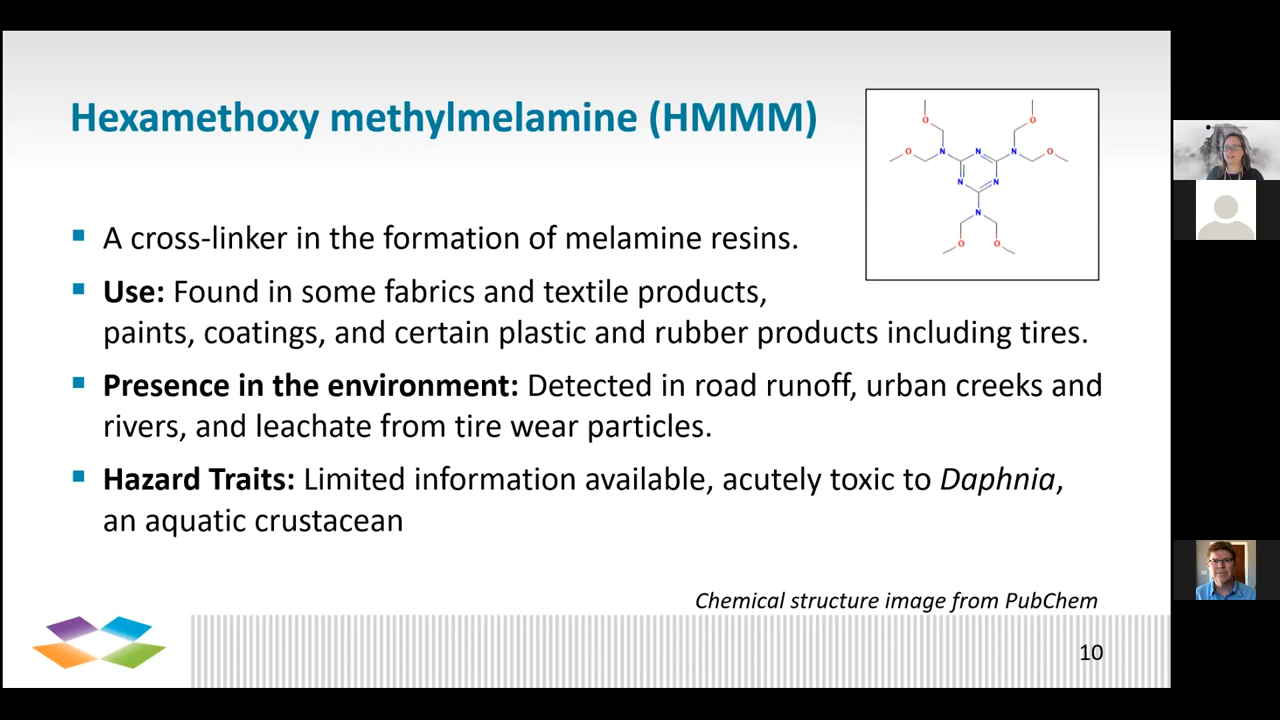 Hexamethoxy methylmelamine (HMMM)
O
O
N
N
N
O
O
N
N
N
O
O
A cross-linker in the formation of melamine resins.
Use: Found in some fabrics and textile products,
paints, coatings, and certain plastic and rubber products including tires.
Presence in the environment: Detected in road runoff, urban creeks and
rivers, and leachate from tire wear particles.
Hazard Traits: Limited information available, acutely toxic to Daphnia,
an aquatic crustacean
Chemical structure image from PubChem
10